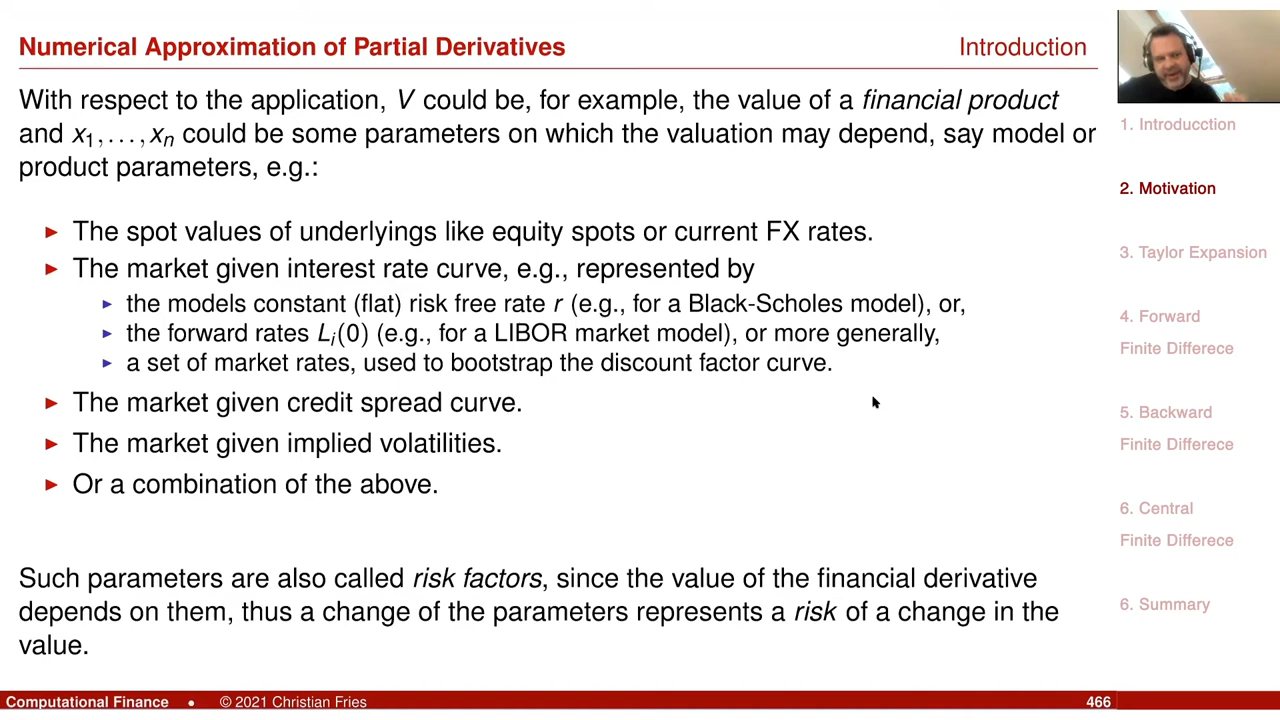 Numerical Approximation of Partial Derivatives
Introduction
With respect to the application, V could be, for example, the value of a financial product
and x₁,...,xₙ could be some parameters on which the valuation may depend, say model or
product parameters, e.g.:
► The spot values of underlyings like equity spots or current FX rates.
► The market given interest rate curve, e.g., represented by
► the models constant (flat) risk free rate r (e.g., for a Black-Scholes model), or,
► the forward rates Lᵢ(0) (e.g., for a LIBOR market model), or more generally,
► a set of market rates, used to bootstrap the discount factor curve.
► The market given credit spread curve.
► The market given implied volatilities.
► Or a combination of the above.
Such parameters are also called risk factors, since the value of the financial derivative
depends on them, thus a change of the parameters represents a risk of a change in the
value.
1. Introducction
2. Motivation
3. Taylor Expansion
4. Forward
Finite Differece
5. Backward
Finite Differece
6. Central
Finite Differece
6. Summary
Computational Finance • © 2021 Christian Fries
466